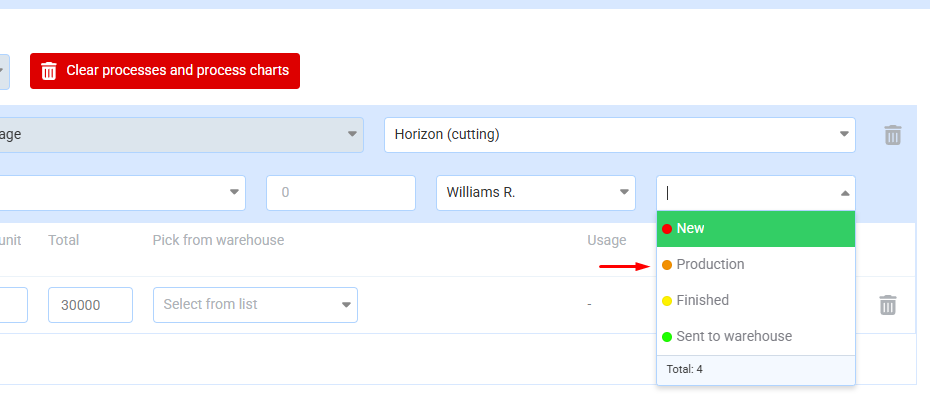 Clear processes and process charts
age
Horizon (cutting)
0
Williams R.
New
unit
Total
Pick from warehouse
Usage
Production
30000
Select from list
-
Finished
Sent to warehouse
Total: 4